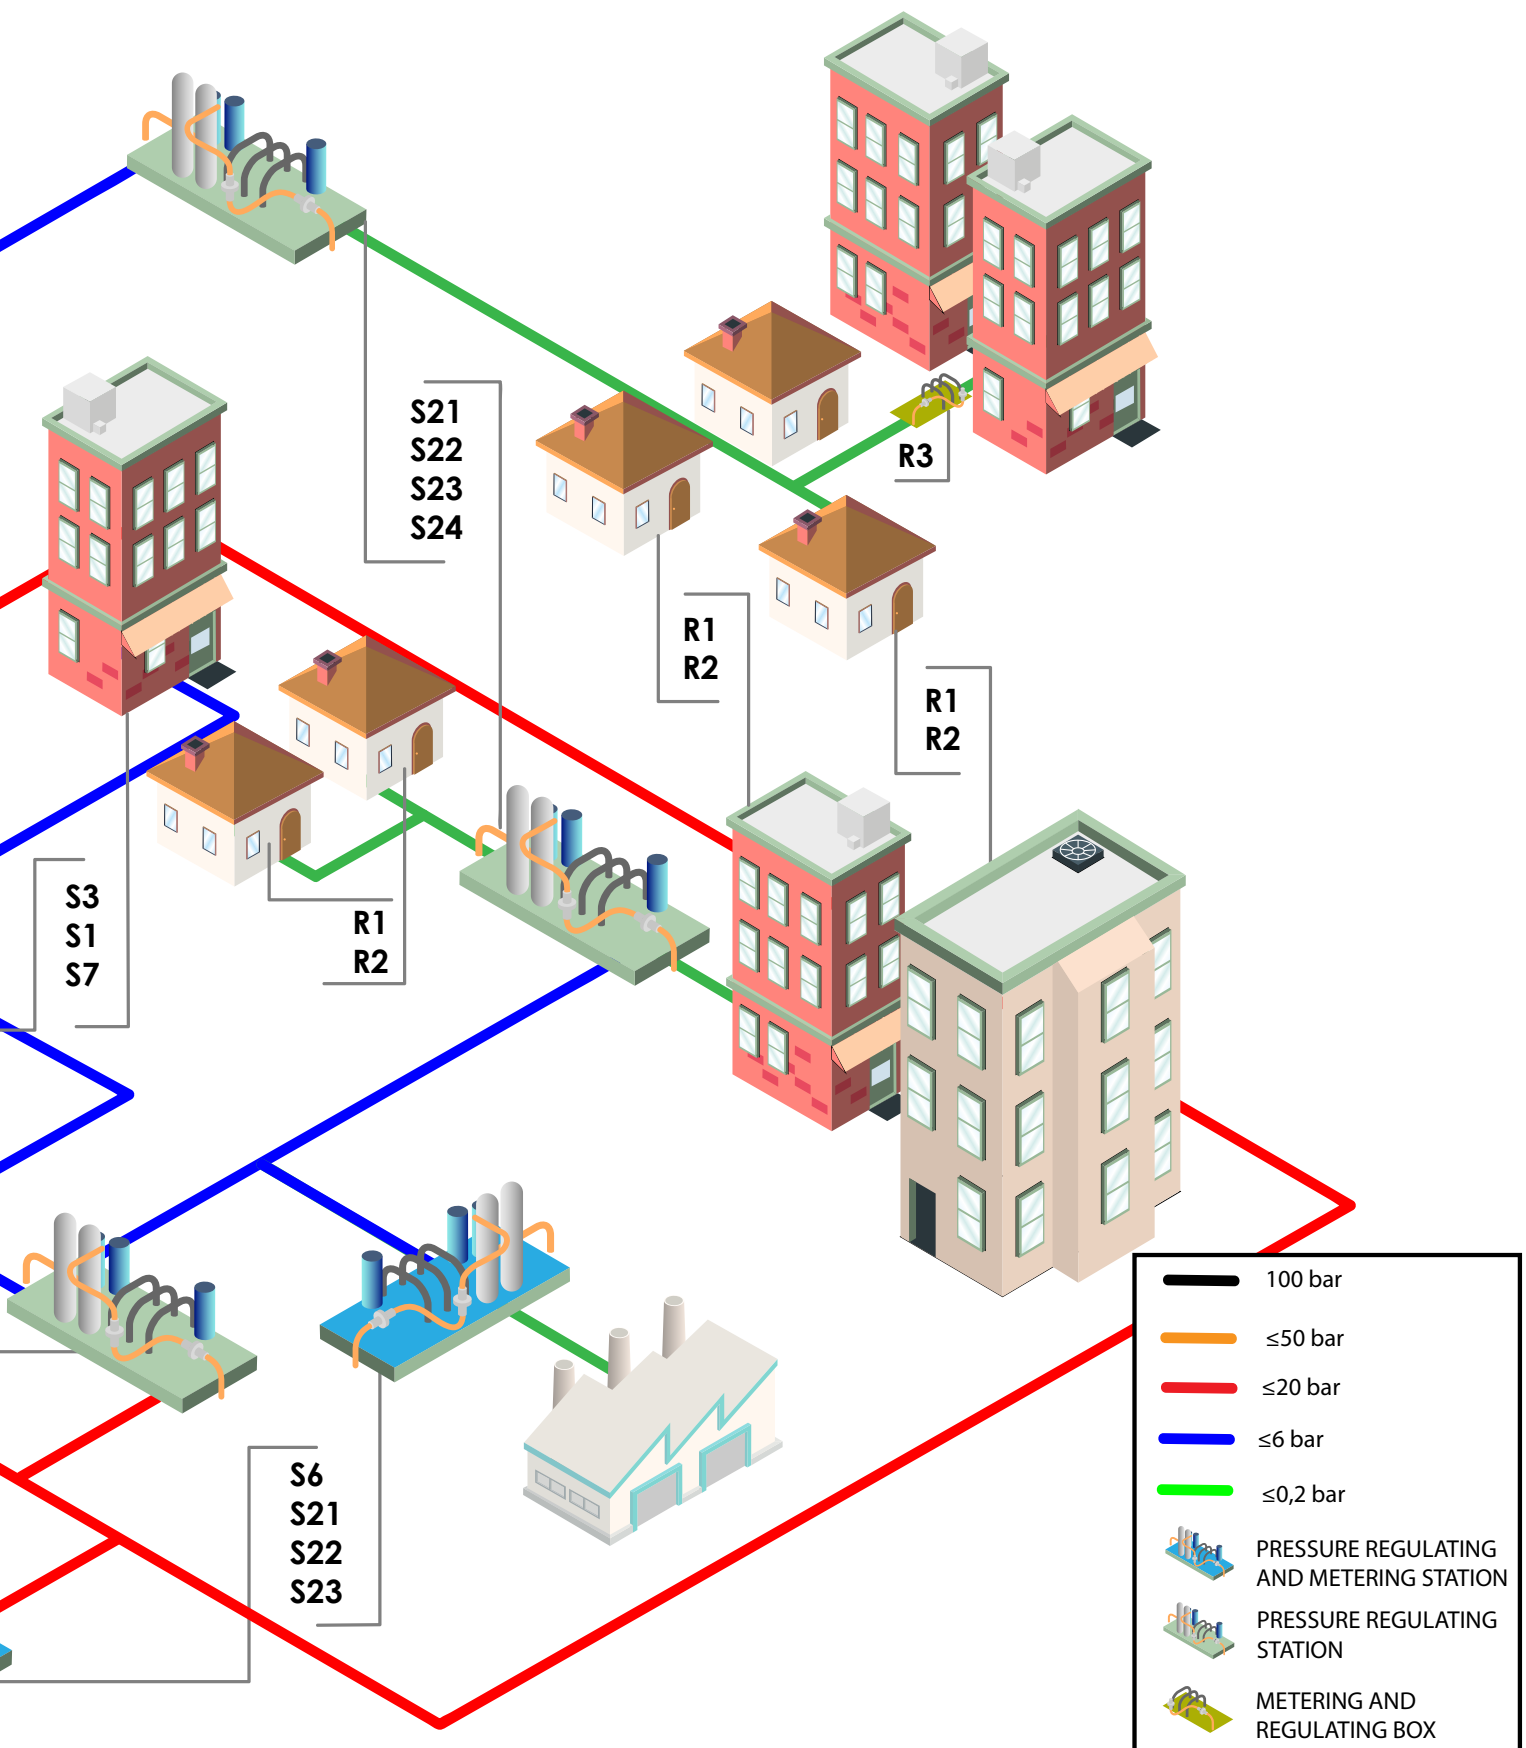 S21
S22
S23
S24
R3
R1
R2
R1
R2
S3
S1
S7
R1
R2
S6
S21
S22
S23
100 bar
≤50 bar
≤20 bar
≤6 bar
≤0,2 bar
PRESSURE REGULATING
AND METERING STATION
PRESSURE REGULATING
STATION
METERING AND
REGULATING BOX